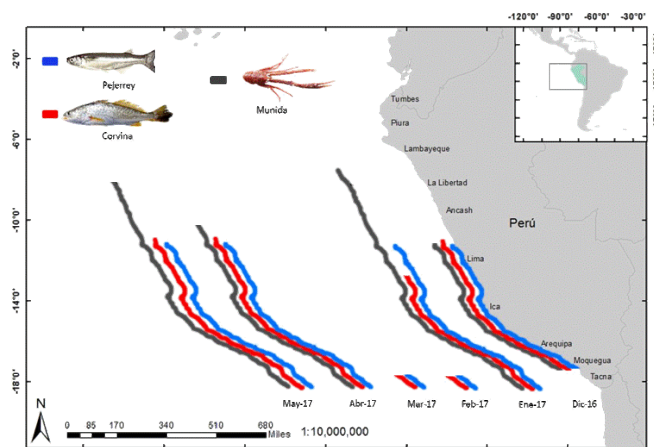 -120°0' -90°0' -60°0' -30°0'
-2°0'
Pejerrey
Munida
Corvina
Tumbes
Piura
-6°0'
Lambayeque
La Libertad
Ancash
-10°0'
Perú
Lima
-14°0'
Ica
Arequipa
Moquegua
-18°0'
Tacna
May-17 Abr-17 Mar-17 Feb-17 Ene-17 Dic-16
N
0 85 170 340 510 680
Miles
1:10,000,000